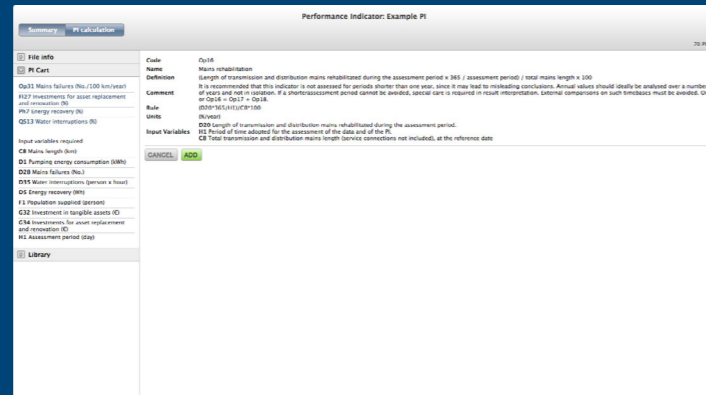 Performance Indicator: Example PI
Summary PI calculation
70 PI
File info
PI Cart
Op31 Mains failures (No./100 km/year)
Fi27 Investments for asset replacement
and renovation (%)
Ph7 Energy recovery (%)
QS13 Water interruptions (%)
Input variables required
C8 Mains length (km)
D1 Pumping energy consumption (kWh)
D28 Mains failures (No.)
D35 Water interruptions (person x hour)
D5 Energy recovery (Wh)
F1 Population supplied (person)
G32 Investment in tangible assets (€)
G34 Investments for asset replacement
and renovation (€)
H1 Assessment period (day)
Library
Code Op16
Name Mains rehabilitation
Definition (Length of transmission and distribution mains rehabilitated during the assessment period x 365 / assessment period) / total mains length x 100
It is recommended that this indicator is not assessed for periods shorter than one year, since it may lead to misleading conclusions. Annual values should ideally be analysed over a number
Comment of years and not in isolation. If a shorterassessment period cannot be avoided, special care is required in result interpretation. External comparisons on such timebases must be avoided.
or Op16 = Op17 + Op18.
Rule (D20*365/H1)/C8*100
Units (%/year)
D20 Length of transmission and distribution mains rehabilitated during the assessment period.
Input Variables H1 Period of time adopted for the assessment of the data and of the PI.
C8 Total transmission and distribution mains length (service connections not included), at the reference date
CANCEL ADD